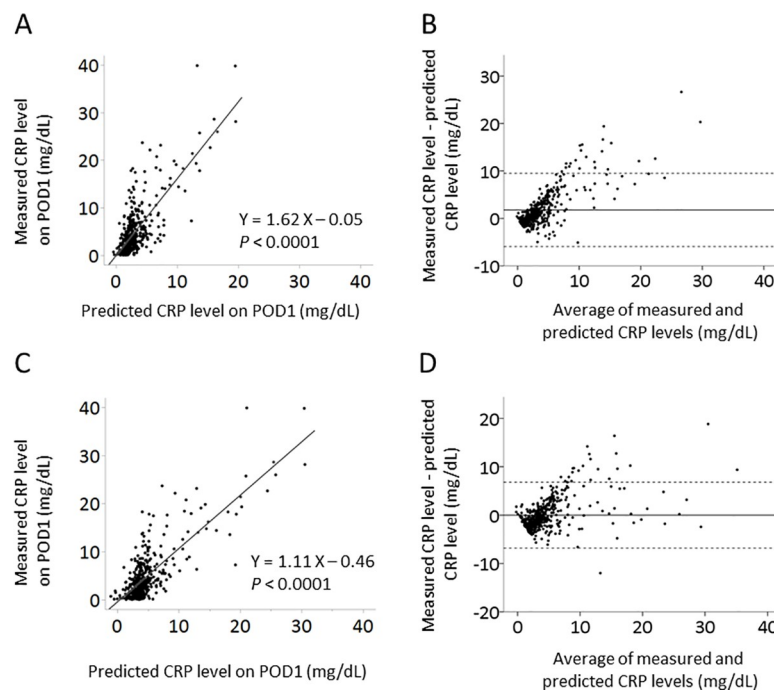 A
Measured CRP level
on POD1 (mg/dL)
40
30
20
10
0
Y = 1.62 X – 0.05
P < 0.0001
0 10 20 30 40
Predicted CRP level on POD1 (mg/dL)
B
Measured CRP level - predicted
CRP level (mg/dL)
30
20
10
0
-10
0 10 20 30 40
Average of measured and
predicted CRP levels (mg/dL)
C
Measured CRP level
on POD1 (mg/dL)
40
30
20
10
0
Y = 1.11 X – 0.46
P < 0.0001
0 10 20 30 40
Predicted CRP level on POD1 (mg/dL)
D
Measured CRP level - predicted
CRP level (mg/dL)
20
10
0
-10
-20
0 10 20 30 40
Average of measured and
predicted CRP levels (mg/dL)